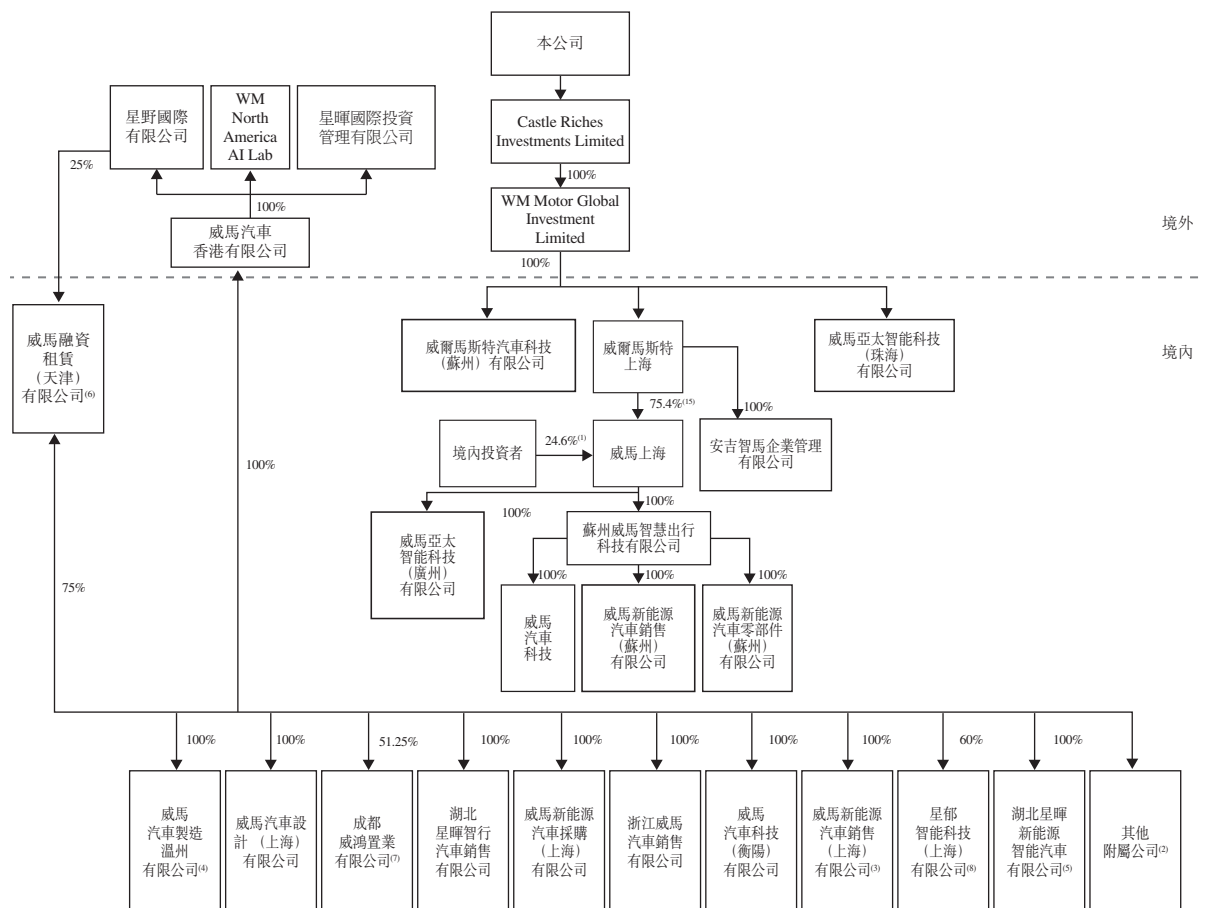 本公司
星野國際
有限公司
WM
North
America
AI Lab
星暉國際投資
管理有限公司
Castle Riches
Investments Limited
25%
100%
100%
WM Motor Global
Investment
Limited
威馬汽車
香港有限公司
境外
100%
威馬融資
租賃
(天津)
有限公司(6)
威爾馬斯特汽車科技
(蘇州)有限公司
威爾馬斯特
上海
威馬亞太智能科技
(珠海)
有限公司
境內
75.4%(15)
100%
境內投資者
24.6%(1)
威馬上海
安吉智馬企業管理
有限公司
100%
100%
100%
威馬亞太
智能科技
(廣州)
有限公司
蘇州威馬智慧出行
科技有限公司
75%
100%
100%
100%
威馬
汽車
科技
威馬新能源
汽車銷售
(蘇州)
有限公司
威馬新能源
汽車零部件
(蘇州)
有限公司
100%
100%
51.25%
100%
100%
100%
100%
100%
60%
100%
威馬
汽車製造
溫州
有限公司(4)
威馬汽車設
計(上海)
有限公司
成都
威鴻置業
有限公司(7)
湖北
星暉智行
汽車銷售
有限公司
威馬新能源
汽車採購
(上海)
有限公司
浙江威馬
汽車銷售
有限公司
威馬
汽車科技
(衡陽)
有限公司
威馬新能源
汽車銷售
(上海)
有限公司(3)
星郁
智能科技
(上海)
有限公司(8)
湖北星暉
新能源
智能汽車
有限公司(5)
其他
附屬公司(2)